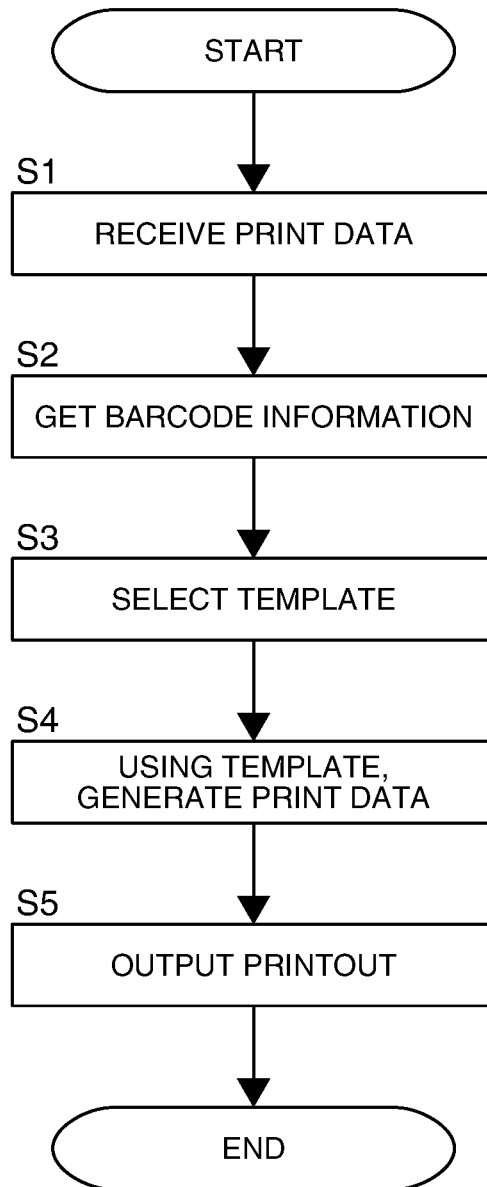 START
S1
RECEIVE PRINT DATA
S2
GET BARCODE INFORMATION
S3
SELECT TEMPLATE
S4
USING TEMPLATE,
GENERATE PRINT DATA
S5
OUTPUT PRINTOUT
END